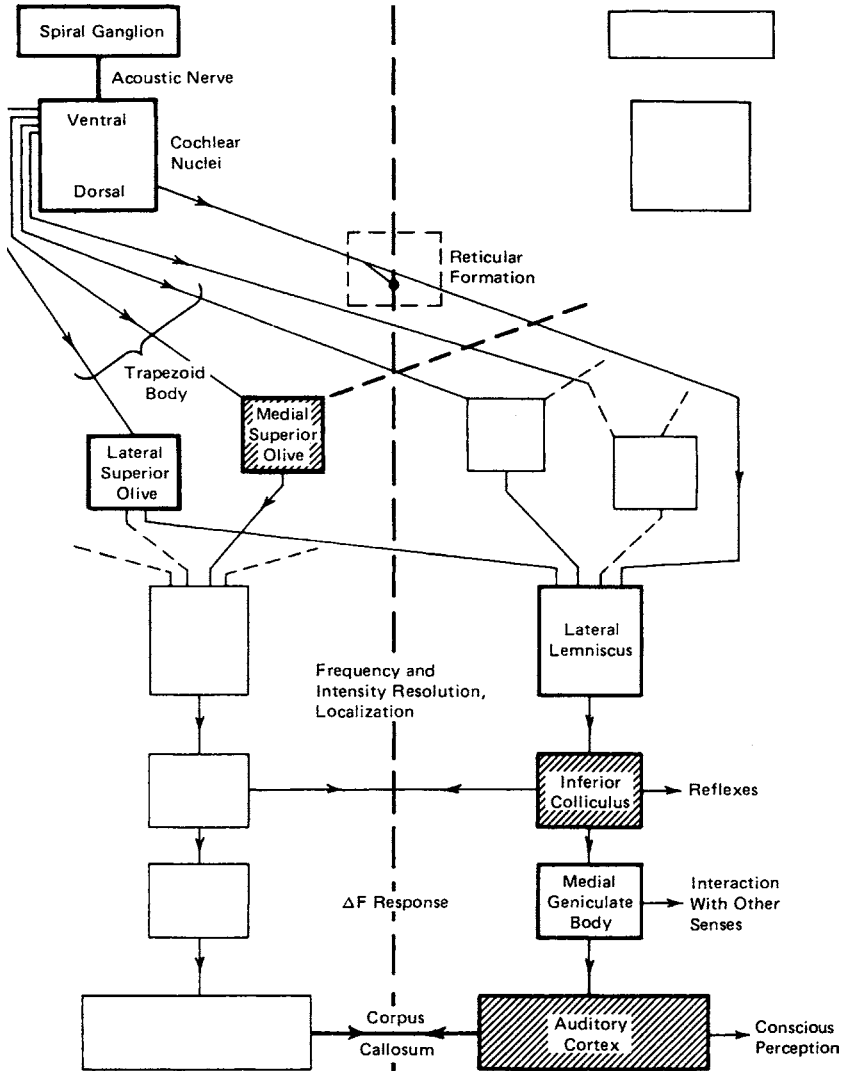 Spiral Ganglion
Acoustic Nerve
Ventral
Cochlear
Nuclei
Dorsal
Reticular
Formation
Trapezoid
Body
Medial
Superior
Olive
Lateral
Superior
Olive
Lateral
Lemniscus
Frequency and
Intensity Resolution,
Localization
Inferior
Colliculus
Reflexes
Medial
Geniculate
Body
ΔF Response
Interaction
With Other
Senses
Corpus
Callosum
Auditory
Cortex
Conscious
Perception